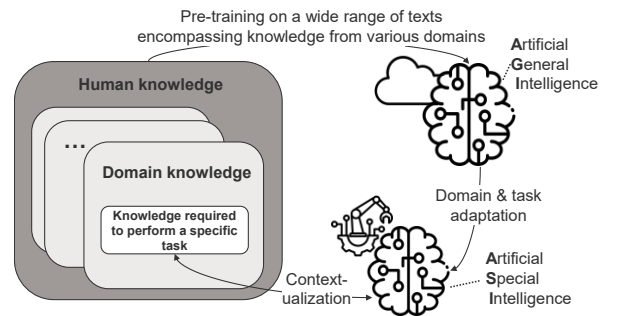 Pre-training on a wide range of texts
encompassing knowledge from various domains
Human knowledge
...
Domain knowledge
Knowledge required
to perform a specific
task
Artificial
General
Intelligence
Domain & task
adaptation
Context-
ualization
Artificial
Special
Intelligence